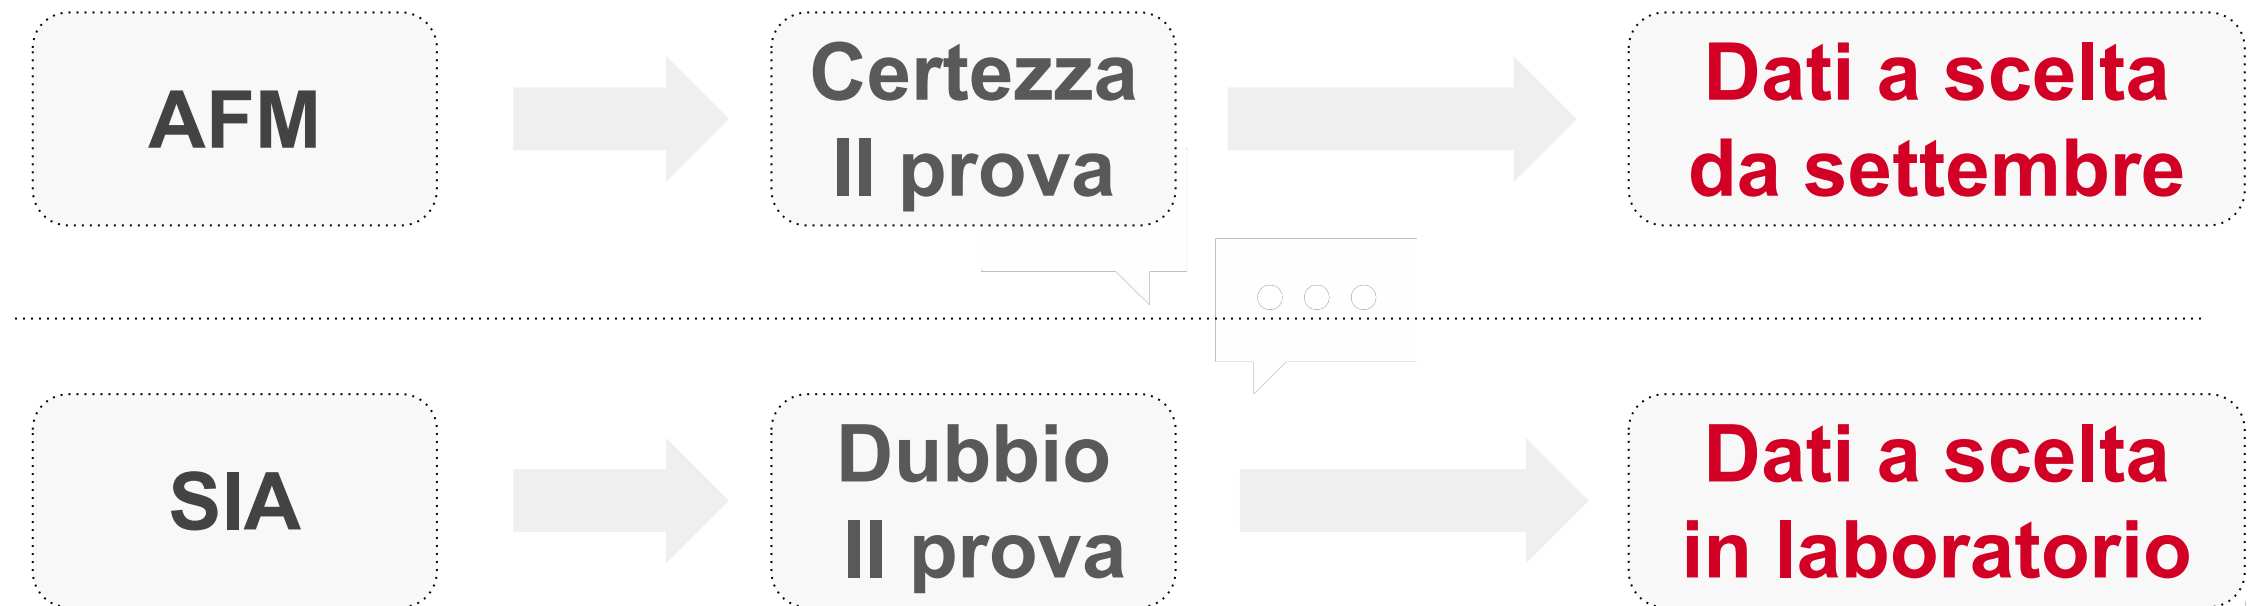 AFM
Certezza
II prova
Dati a scelta
da settembre
SIA
Dubbio
II prova
Dati a scelta
in laboratorio